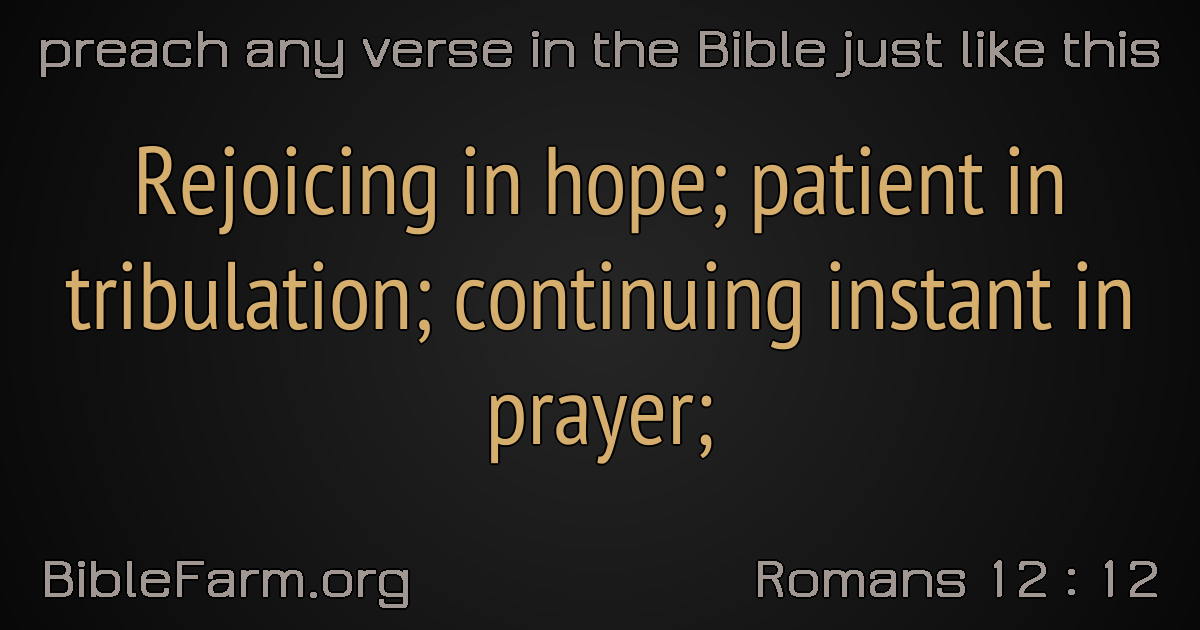 preach any verse in the Bible just like this
Rejoicing in hope; patient in
tribulation; continuing instant in
prayer;
BibleFarm.org
Romans 12 : 12